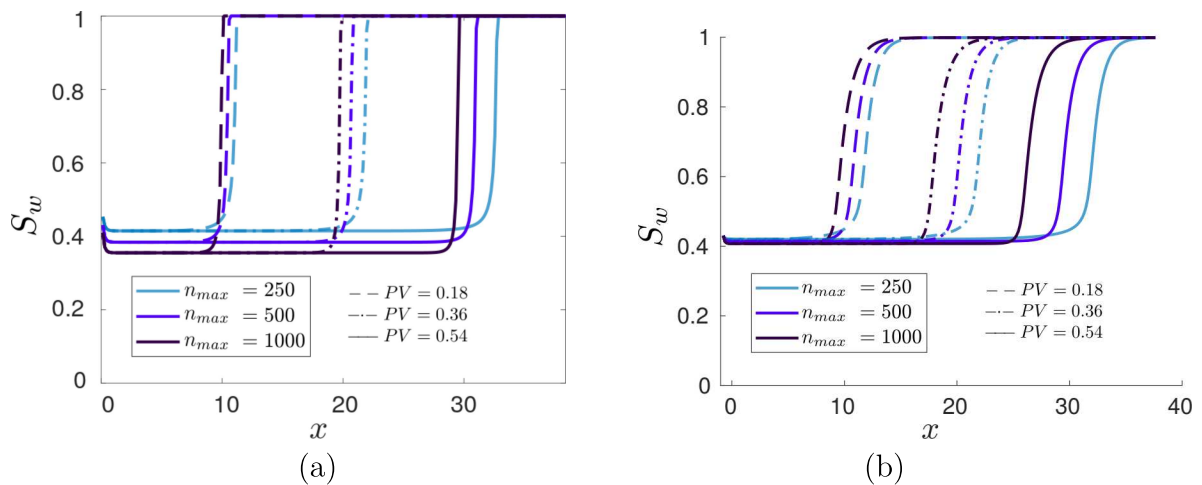 1
0.8
0.6
0.4
0.2
0
S_w
10
20
30
x
n_max = 250
n_max = 500
n_max = 1000
PV = 0.18
PV = 0.36
PV = 0.54
(a)
1
0.8
0.6
0.4
0.2
0
S_w
0
10
20
30
40
x
n_max = 250
n_max = 500
n_max = 1000
PV = 0.18
PV = 0.36
PV = 0.54
(b)